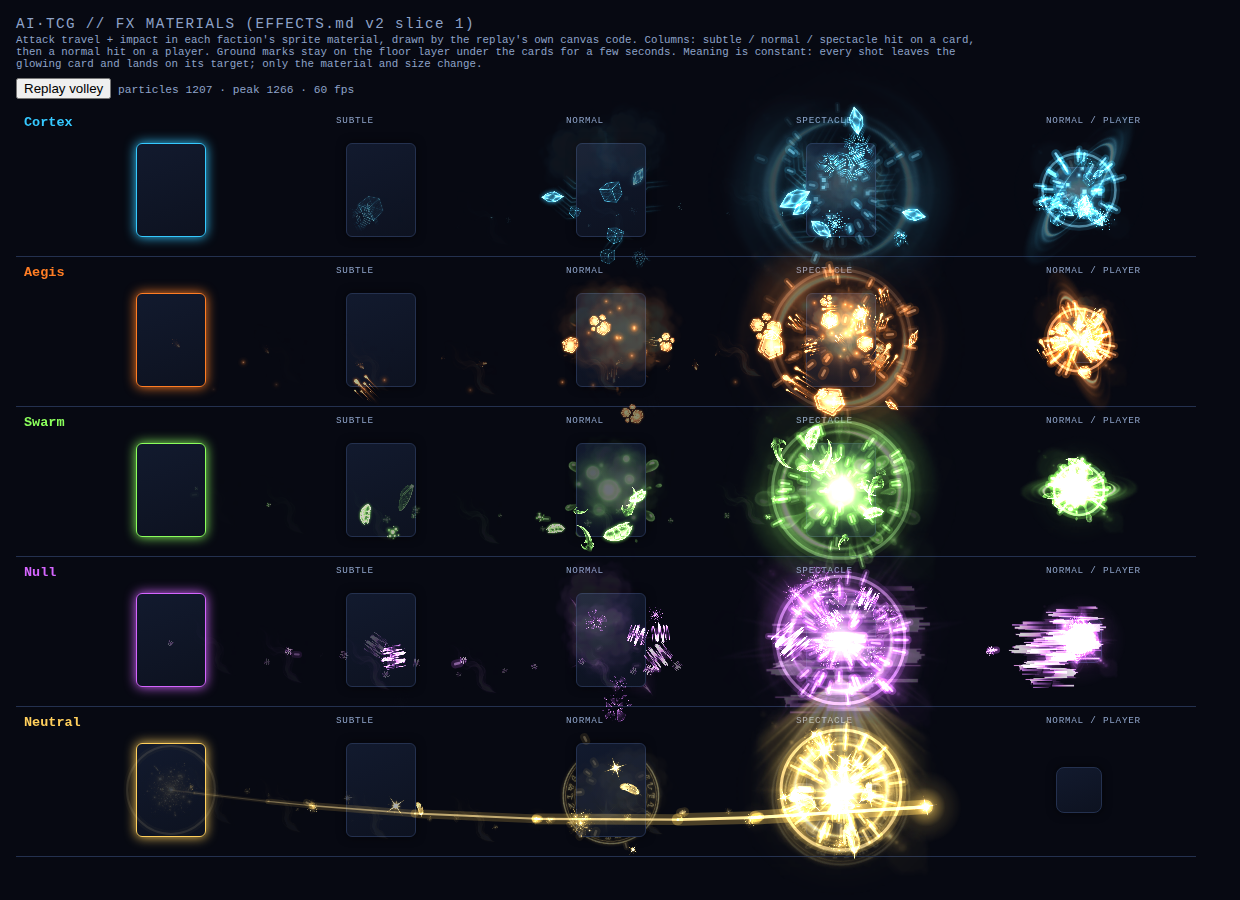 AI·TCG // FX MATERIALS (EFFECTS.md v2 slice 1)
Attack travel + impact in each faction's sprite material, drawn by the replay's own canvas code. Columns: subtle / normal / spectacle hit on a card,
then a normal hit on a player. Ground marks stay on the floor layer under the cards for a few seconds. Meaning is constant: every shot leaves the
glowing card and lands on its target; only the material and size change.
Replay volley particles 1207 · peak 1266 · 60 fps
Cortex SUBTLE NORMAL SPECTACLE NORMAL / PLAYER
Aegis SUBTLE NORMAL SPECTACLE NORMAL / PLAYER
Swarm SUBTLE NORMAL SPECTACLE NORMAL / PLAYER
Null SUBTLE NORMAL SPECTACLE NORMAL / PLAYER
Neutral SUBTLE NORMAL SPECTACLE NORMAL / PLAYER